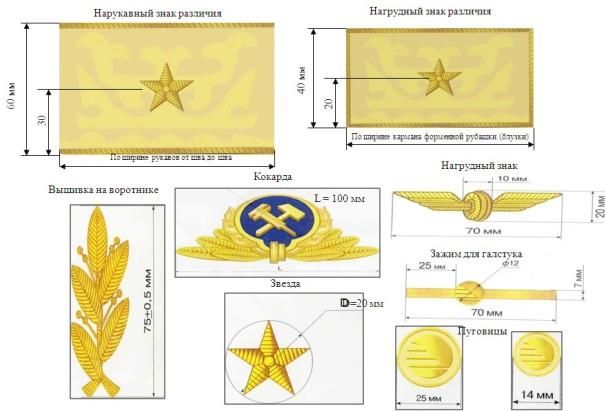 Нарукавный знак различия
Нагрудный знак различия
60 мм
30
По ширине рукавов от шва до шва
40 мм
20
По ширине кармана форменной рубашки (блузки)
Кокарда
Нагрудный знак
Вышивка на воротнике
L = 100 мм
L
10 мм
20 мм
70 мм
75±0,5 мм
Звезда
D=20 мм
Зажим для галстука
25 мм
ф12
7 мм
70 мм
Пуговицы
25 мм
14 мм